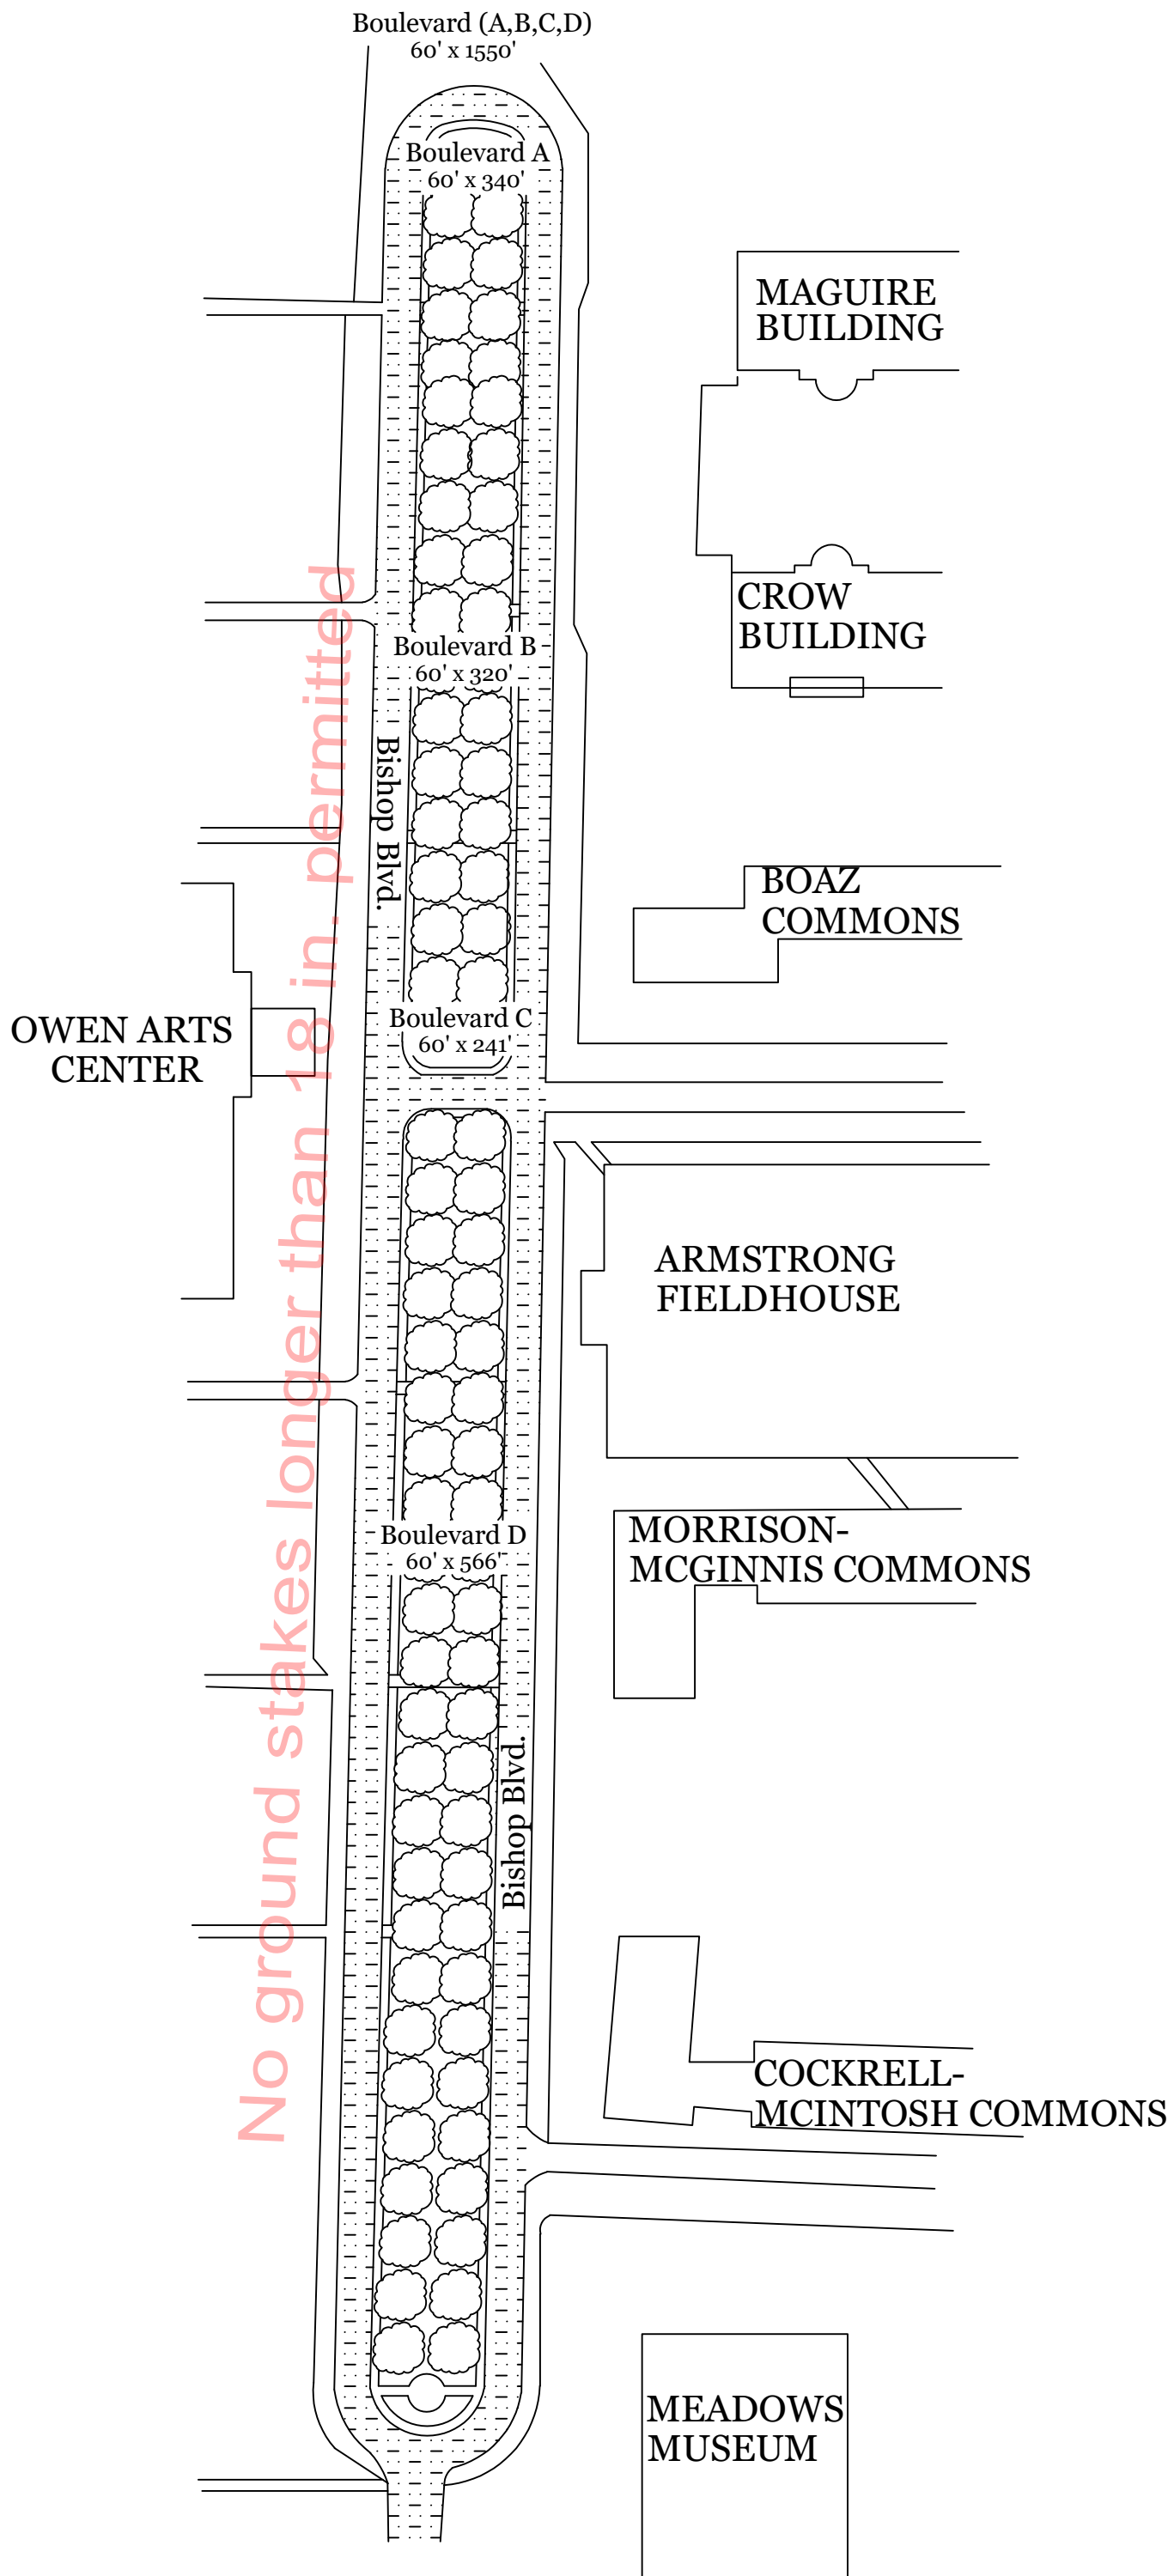 Boulevard (A,B,C,D)
60' x 1550'
Boulevard A
60' x 340'
MAGUIRE
BUILDING
CROW
BUILDING
Boulevard B
60' x 320'
Bishop Blvd.
BOAZ
COMMONS
OWEN ARTS
CENTER
Boulevard C
60' x 241'
ARMSTRONG
FIELDHOUSE
Boulevard D
60' x 566'
MORRISON-
MCGINNIS COMMONS
Bishop Blvd.
No ground stakes longer than 18 in. permitted
COCKRELL-
MCINTOSH COMMONS
MEADOWS
MUSEUM